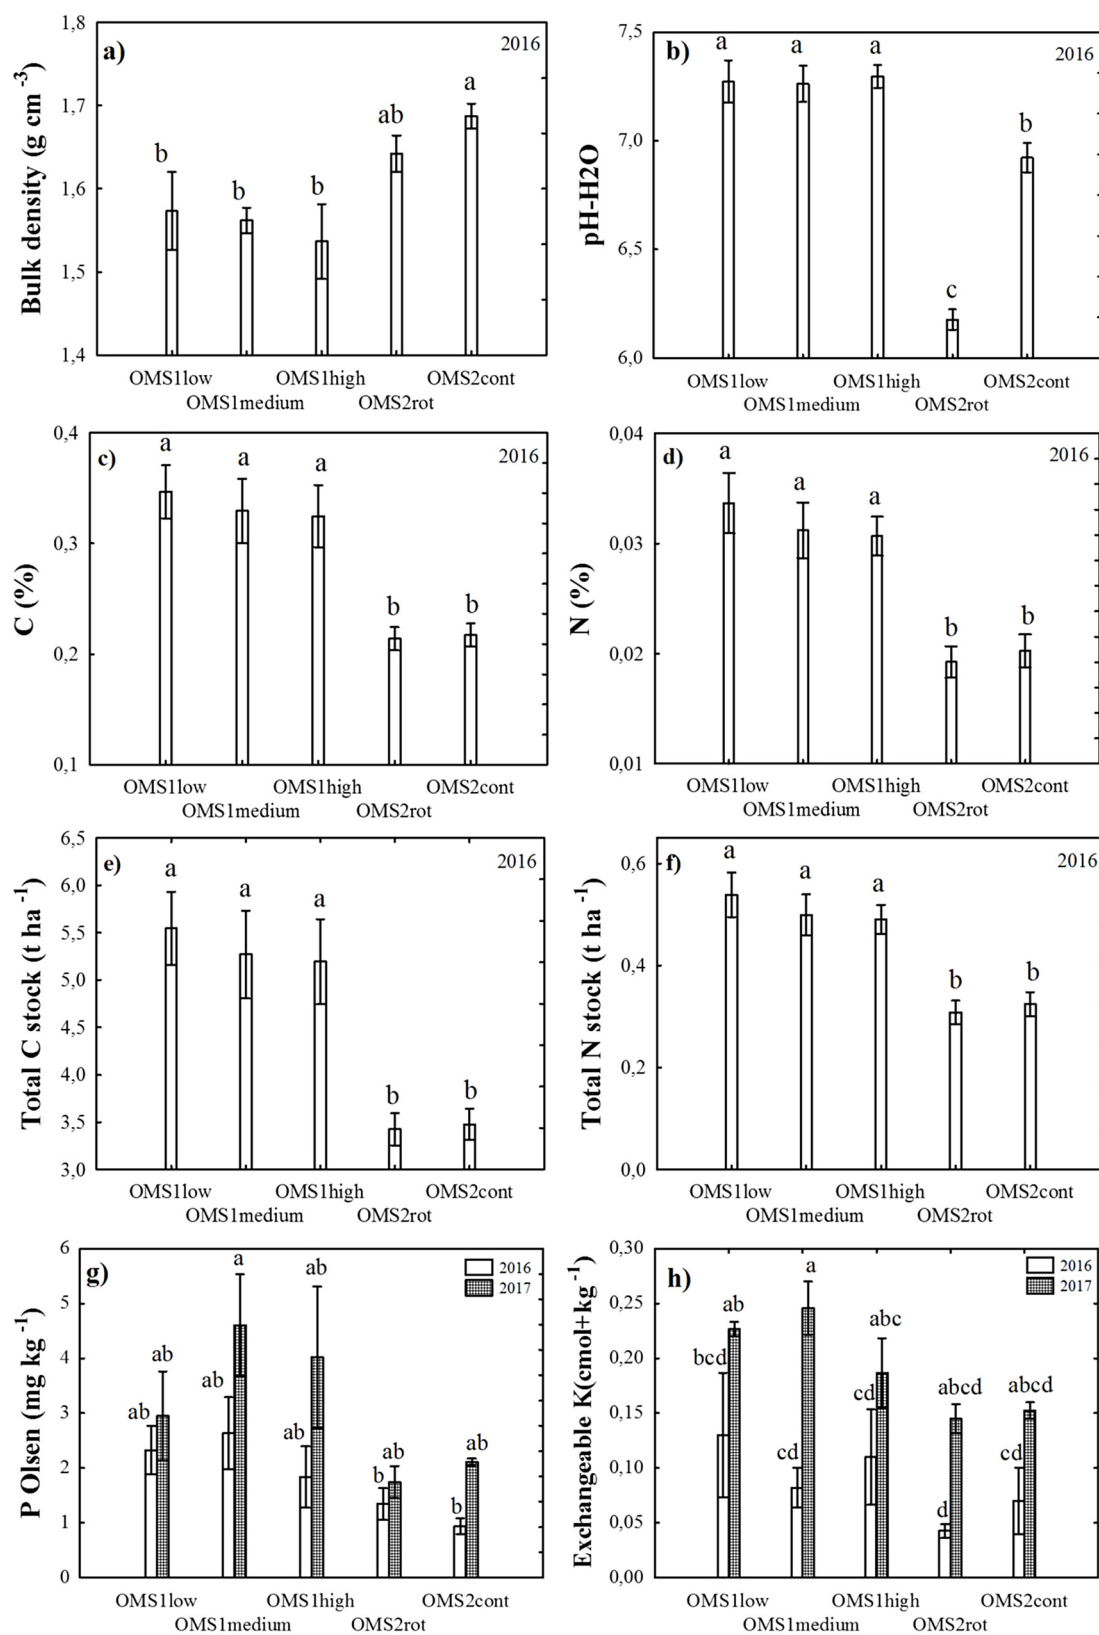 a)
2016
Bulk density (g cm -3)
1,8
1,7
1,6
1,5
1,4
b
b
b
ab
a
OMS1low
OMS1high
OMS2cont
OMS1medium
OMS2rot
b)
2016
pH-H2O
7,5
7,0
6,5
6,0
a
a
a
c
b
OMS1low
OMS1high
OMS2cont
OMS1medium
OMS2rot
c)
2016
C (%)
0,4
0,3
0,2
0,1
a
a
a
b
b
OMS1low
OMS1high
OMS2cont
OMS1medium
OMS2rot
d)
2016
N (%)
0,04
0,03
0,02
0,01
a
a
a
b
b
OMS1low
OMS1high
OMS2cont
OMS1medium
OMS2rot
e)
2016
Total C stock (t ha -1)
6,5
6,0
5,5
5,0
4,5
4,0
3,5
3,0
a
a
a
b
b
OMS1low
OMS1high
OMS2cont
OMS1medium
OMS2rot
f)
2016
Total N stock (t ha -1)
0,6
0,4
0,2
0,0
a
a
a
b
b
OMS1low
OMS1high
OMS2cont
OMS1medium
OMS2rot
g)
2016
2017
P Olsen (mg kg -1)
6
5
4
3
2
1
0
ab
ab
ab
a
ab
ab
b
ab
b
ab
OMS1low
OMS1high
OMS2cont
OMS1medium
OMS2rot
h)
2016
2017
Exchangeable K(cmol+kg -1)
0,30
0,25
0,20
0,15
0,10
0,05
0,00
bcd
ab
cd
a
cd
abc
d
abcd
cd
abcd
OMS1low
OMS1high
OMS2cont
OMS1medium
OMS2rot